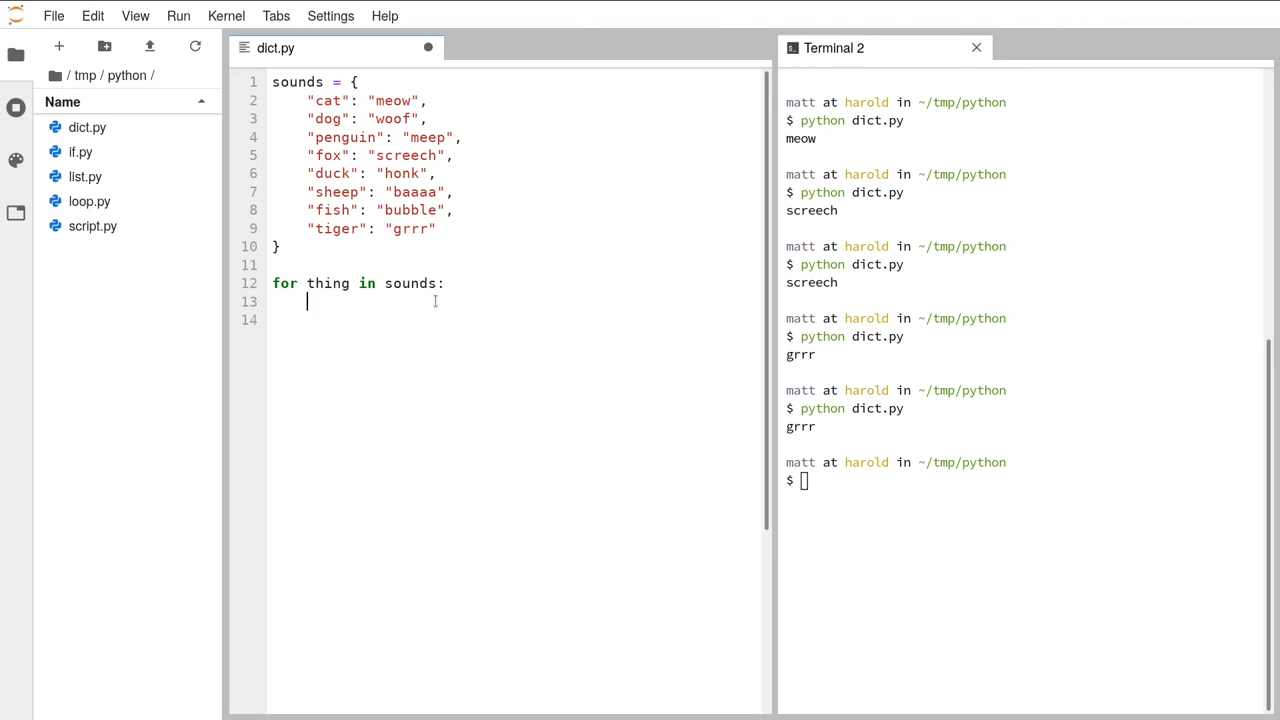 File Edit View Run Kernel Tabs Settings Help
/ tmp / python /
Name
dict.py
if.py
list.py
loop.py
script.py
dict.py
1 sounds = {
2     "cat": "meow",
3     "dog": "woof",
4     "penguin": "meep",
5     "fox": "screech",
6     "duck": "honk",
7     "sheep": "baaaa",
8     "fish": "bubble",
9     "tiger": "grrr"
10 }
11
12 for thing in sounds:
13
14
Terminal 2
matt at harold in ~/tmp/python
$ python dict.py
meow
matt at harold in ~/tmp/python
$ python dict.py
screech
matt at harold in ~/tmp/python
$ python dict.py
screech
matt at harold in ~/tmp/python
$ python dict.py
grrr
matt at harold in ~/tmp/python
$ python dict.py
grrr
matt at harold in ~/tmp/python
$